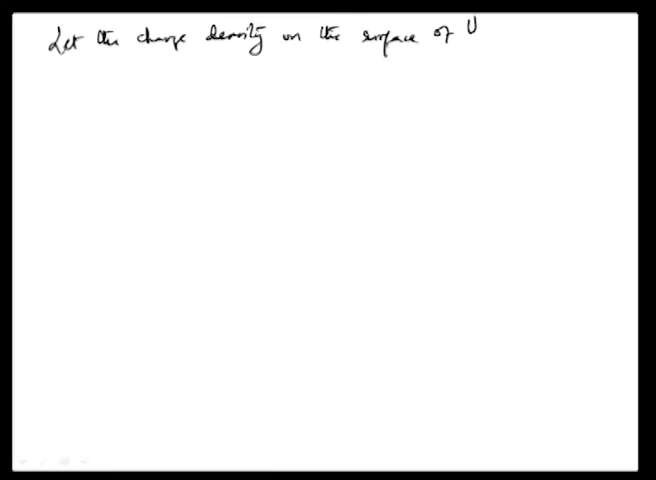 Let the charge density on the surface of U